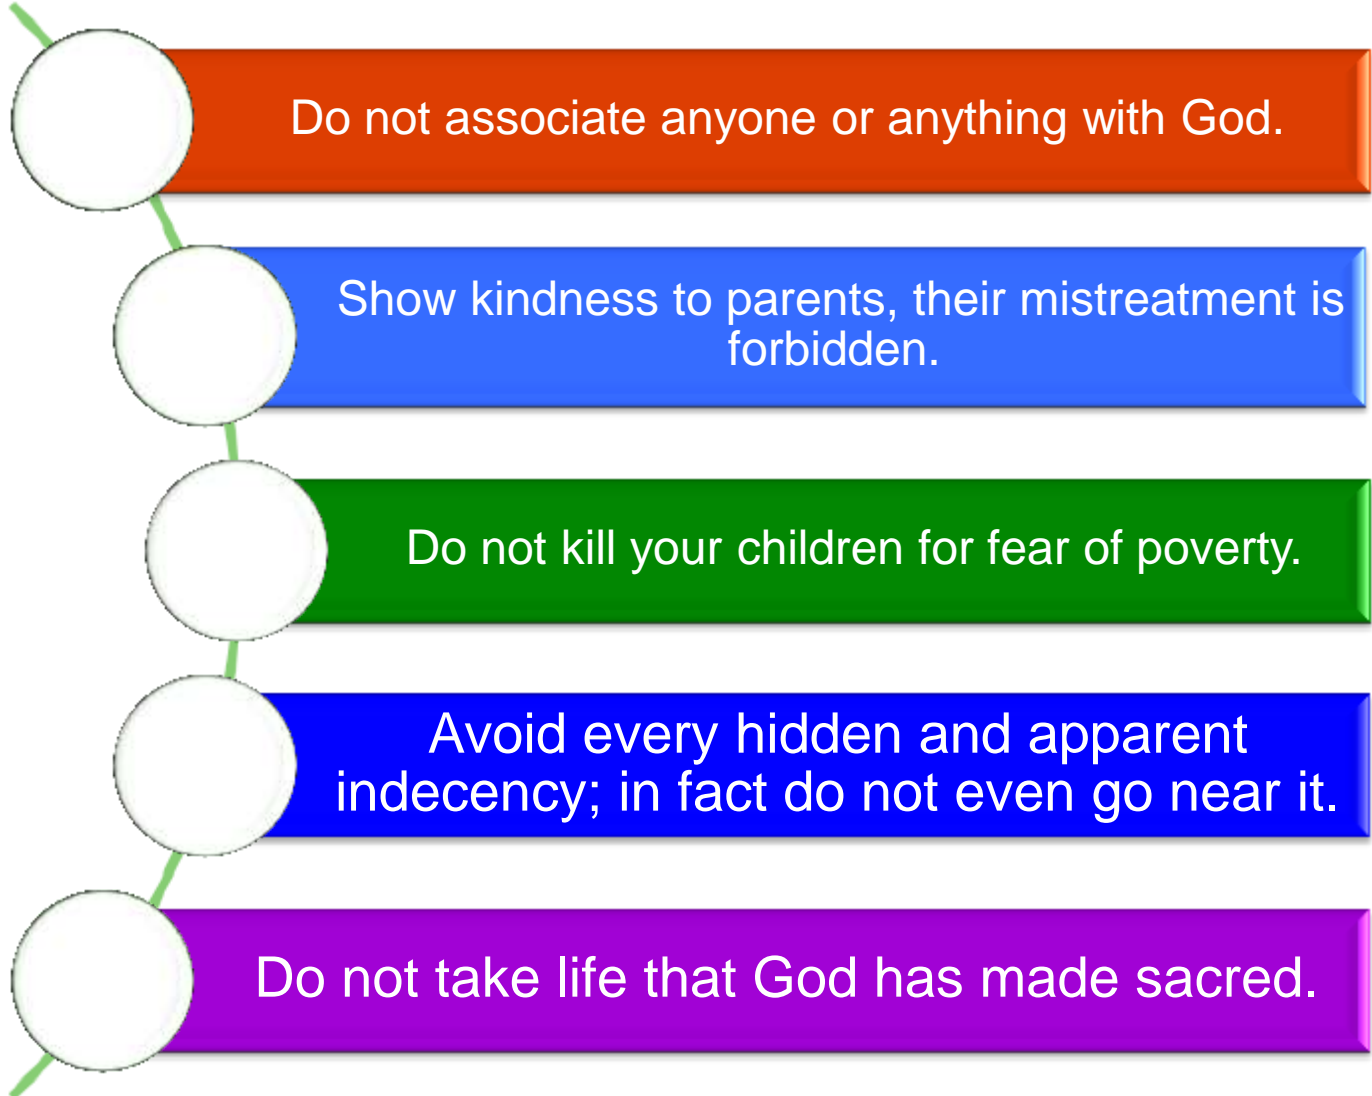 Do not associate anyone or anything with God.
Show kindness to parents, their mistreatment is
forbidden.
Do not kill your children for fear of poverty.
Avoid every hidden and apparent
indecency; in fact do not even go near it.
Do not take life that God has made sacred.